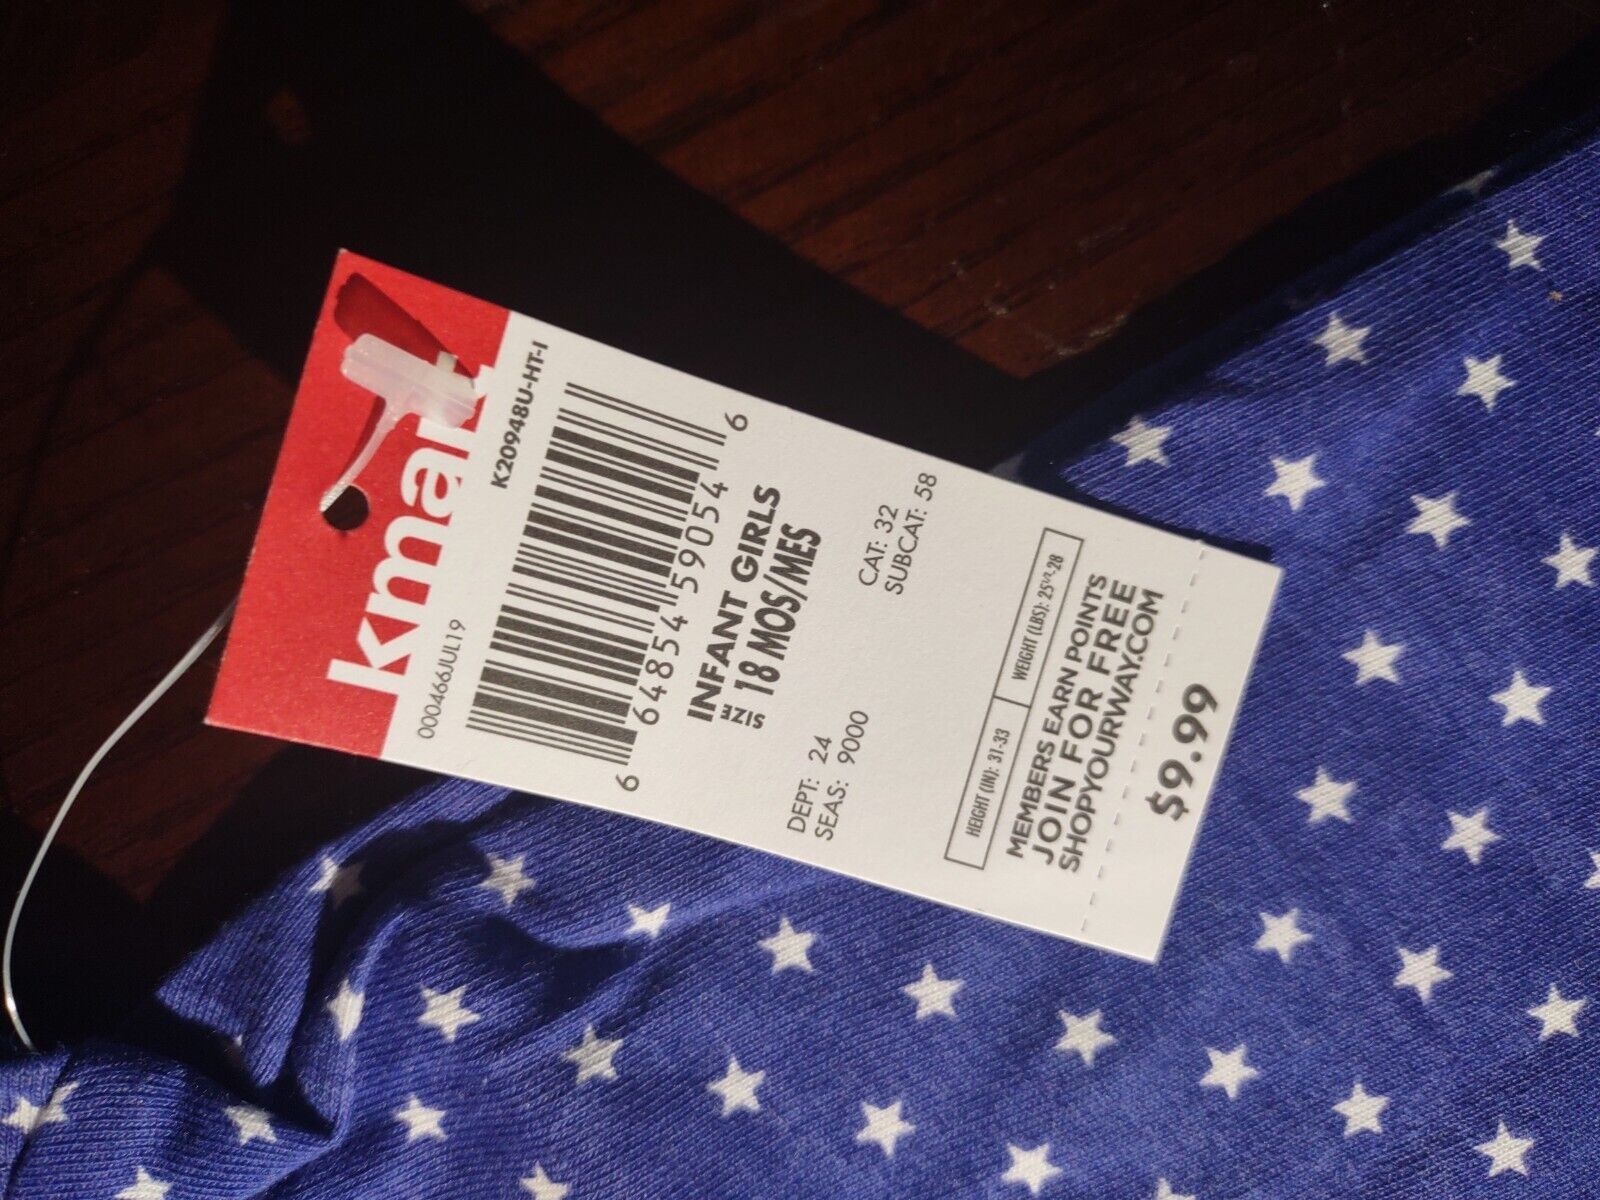 kmart
000466JUL19 K20948U-HT-I
6 64854 59054 6
INFANT GIRLS
SIZE 18 MOS/MES
DEPT: 24 CAT: 32
SEAS: 9000 SUBCAT: 58
HEIGHT (IN): 31-33 WEIGHT (LBS): 25½-28
MEMBERS EARN POINTS
JOIN FOR FREE
SHOPYOURWAY.COM
$9.99